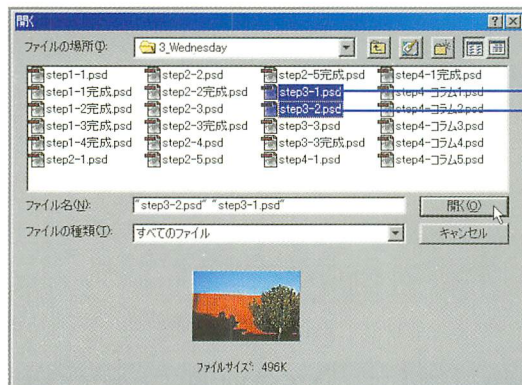 開く
ファイルの場所(I):
3_Wednesday
step1-1.psd
step1-1完成.psd
step1-2完成.psd
step1-3完成.psd
step1-4完成.psd
step2-1.psd
step2-2.psd
step2-2完成.psd
step2-3.psd
step2-3完成.psd
step2-4.psd
step2-5.psd
step2-5完成.psd
step3-1.psd
step3-2.psd
step3-3.psd
step3-3完成.psd
step4-1.psd
step4-1完成.psd
step4-コラム1.psd
step4-コラム2.psd
step4-コラム3.psd
step4-コラム4.psd
step4-コラム5.psd
ファイル名(N):
"step3-2.psd" "step3-1.psd"
開く(O)
ファイルの種類(T):
すべてのファイル
キャンセル
ファイルサイズ: 496K